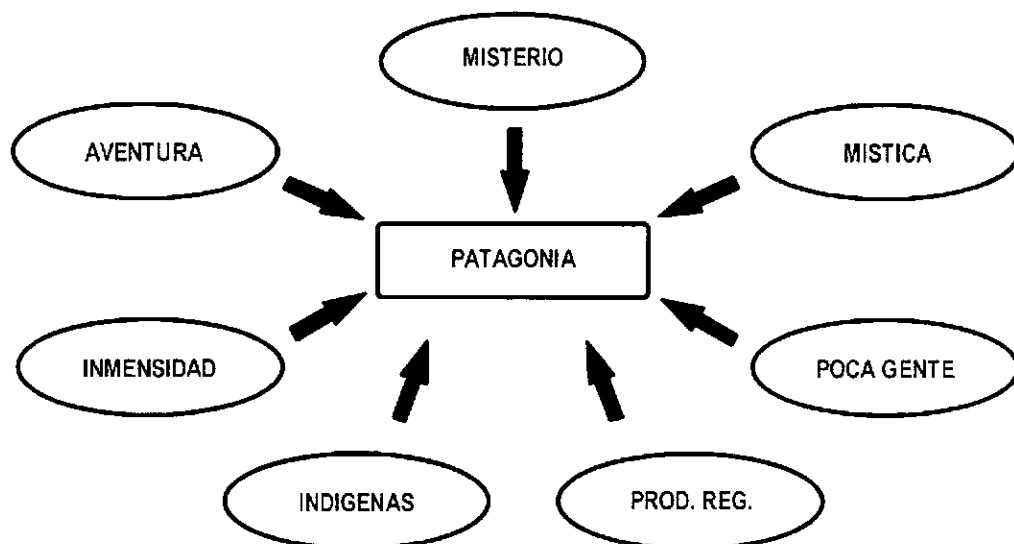 MISTERIO
AVENTURA
MISTICA
PATAGONIA
INMENSIDAD
POCA GENTE
INDIGENAS
PROD. REG.